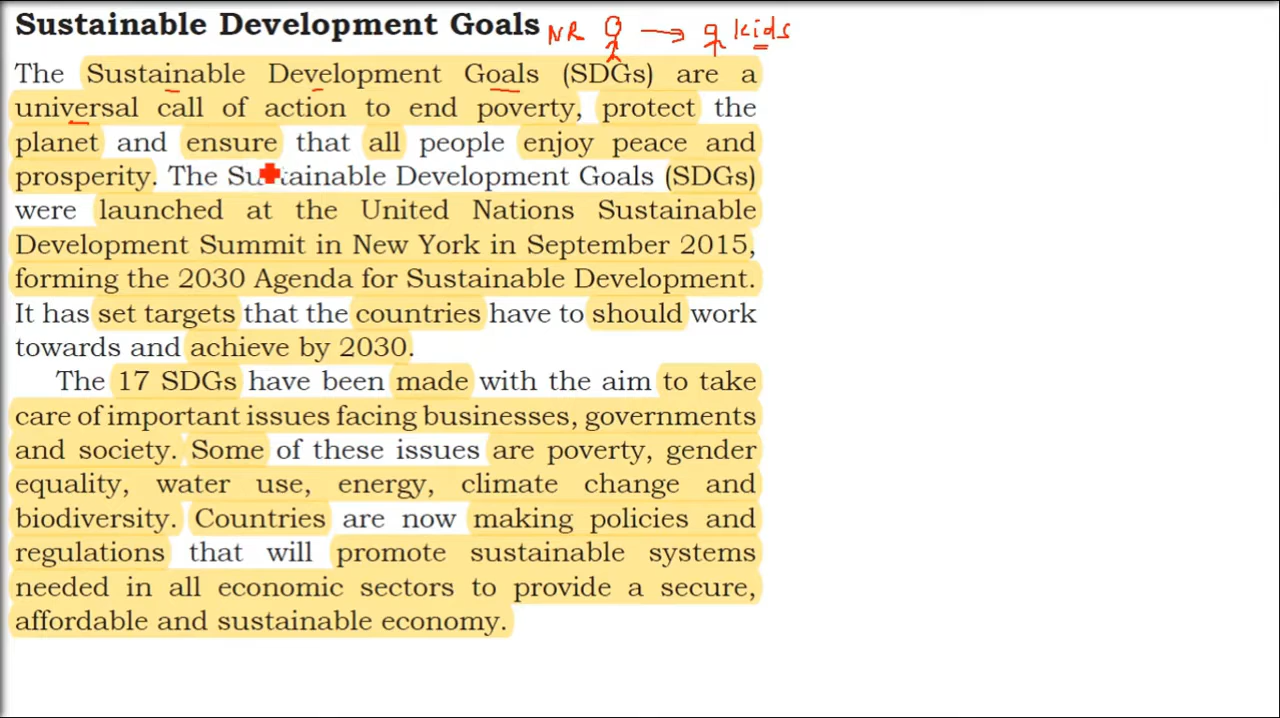 Sustainable Development Goals NR → kids
The Sustainable Development Goals (SDGs) are a
universal call of action to end poverty, protect the
planet and ensure that all people enjoy peace and
prosperity. The Sustainable Development Goals (SDGs)
were launched at the United Nations Sustainable
Development Summit in New York in September 2015,
forming the 2030 Agenda for Sustainable Development.
It has set targets that the countries have to should work
towards and achieve by 2030.
The 17 SDGs have been made with the aim to take
care of important issues facing businesses, governments
and society. Some of these issues are poverty, gender
equality, water use, energy, climate change and
biodiversity. Countries are now making policies and
regulations that will promote sustainable systems
needed in all economic sectors to provide a secure,
affordable and sustainable economy.